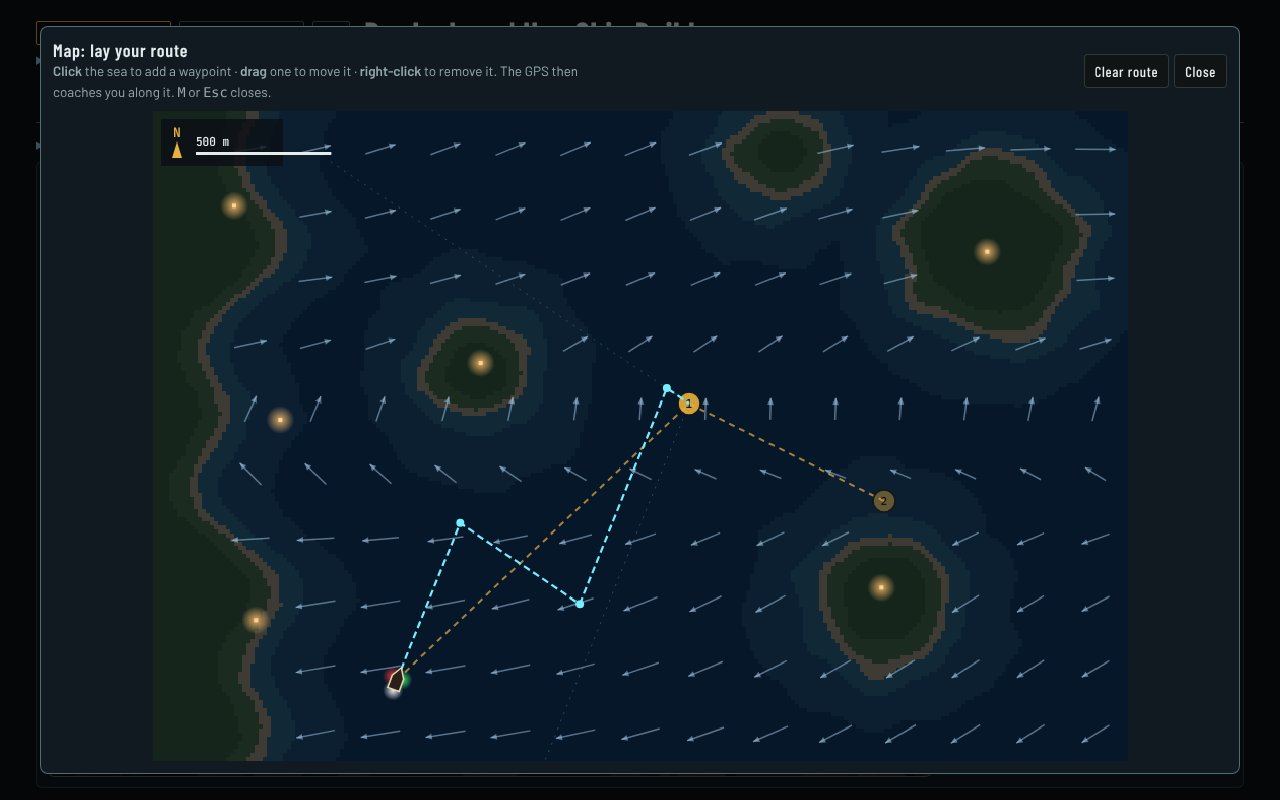 Map: lay your route
Click the sea to add a waypoint · drag one to move it · right-click to remove it. The GPS then
coaches you along it. M or Esc closes.
Clear route
Close
N
500 m
1
2